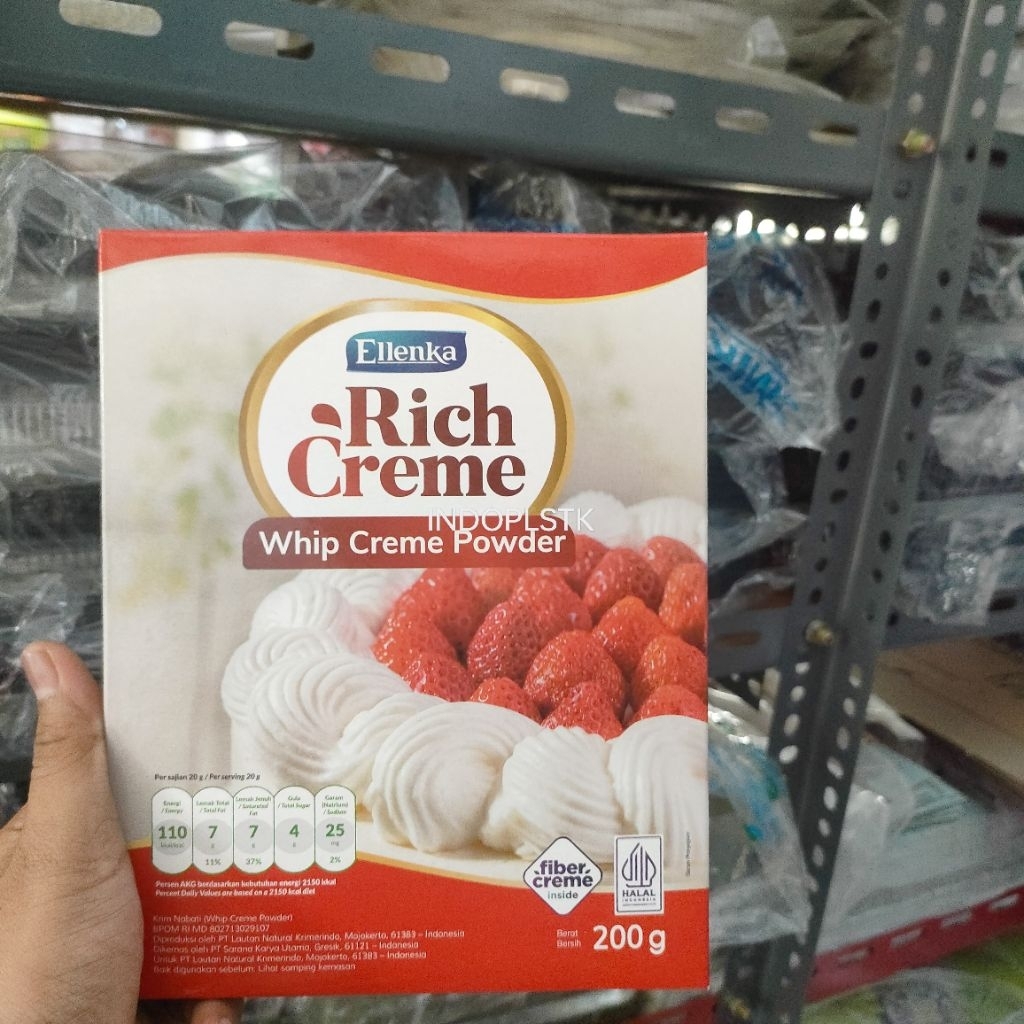 Ellenka
Rich
Creme
INDOPLSTK
Whip Creme Powder
Per sajian 20 g / Per serving 20 g
Energi / Energy
110
kkal/kcal
Lemak Total / Total Fat
7
g
11%
Lemak Jenuh / Saturated Fat
7
g
37%
Gula / Total Sugar
4
g
Garam (Natrium) / Sodium
25
mg
2%
Persen AKG berdasarkan kebutuhan energi 2150 kkal
Percent Daily Values are based on a 2150 kcal diet
fiber
creme
inside
HALAL
INDONESIA
Krim Nabati (Whip Creme Powder)
BPOM RI MD 802713029107
Diproduksi oleh PT Lautan Natural Krimerindo, Mojokerto, 61383 – Indonesia
Dikemas oleh PT Sarana Karya Utama, Gresik, 61121 – Indonesia
Untuk PT Lautan Natural Krimerindo, Mojokerto, 61383 – Indonesia
Baik digunakan sebelum: Lihat samping kemasan
Berat
Bersih
200 g